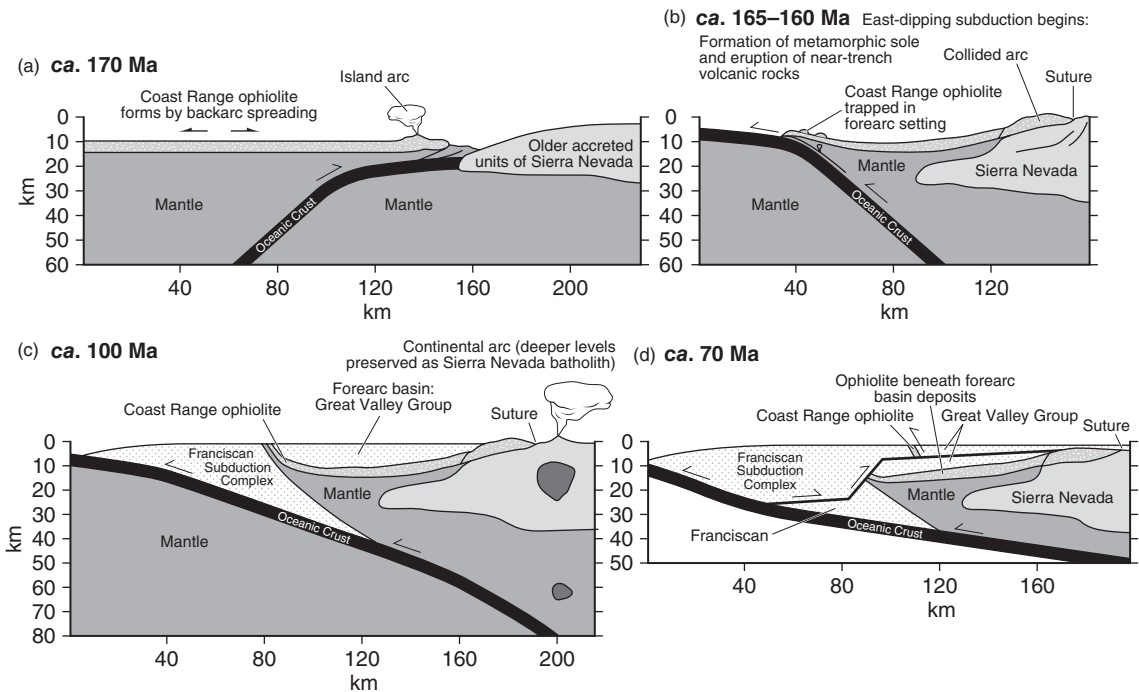 (a) ca. 170 Ma
Island arc
Coast Range ophiolite
forms by backarc spreading
0
10
20
30
40
50
60
km
Older accreted
units of Sierra Nevada
Mantle
Oceanic Crust
Mantle
40
80
120
160
200
km
(b) ca. 165–160 Ma East-dipping subduction begins:
Formation of metamorphic sole
and eruption of near-trench
volcanic rocks
Collided arc
Suture
Coast Range ophiolite
trapped in
forearc setting
0
10
20
30
40
50
60
Mantle
Sierra Nevada
Mantle
Oceanic Crust
40
80
120
km
(c) ca. 100 Ma
Continental arc (deeper levels
preserved as Sierra Nevada batholith)
Forearc basin:
Great Valley Group
Coast Range ophiolite
Suture
0
10
20
30
40
50
60
70
80
km
Franciscan
Subduction
Complex
Mantle
Oceanic Crust
Mantle
40
80
120
160
200
km
(d) ca. 70 Ma
Ophiolite beneath forearc
basin deposits
Coast Range ophiolite
Great Valley Group
Suture
0
10
20
30
40
50
Franciscan
Subduction
Complex
Mantle
Sierra Nevada
Franciscan
Oceanic Crust
40
80
120
160
km